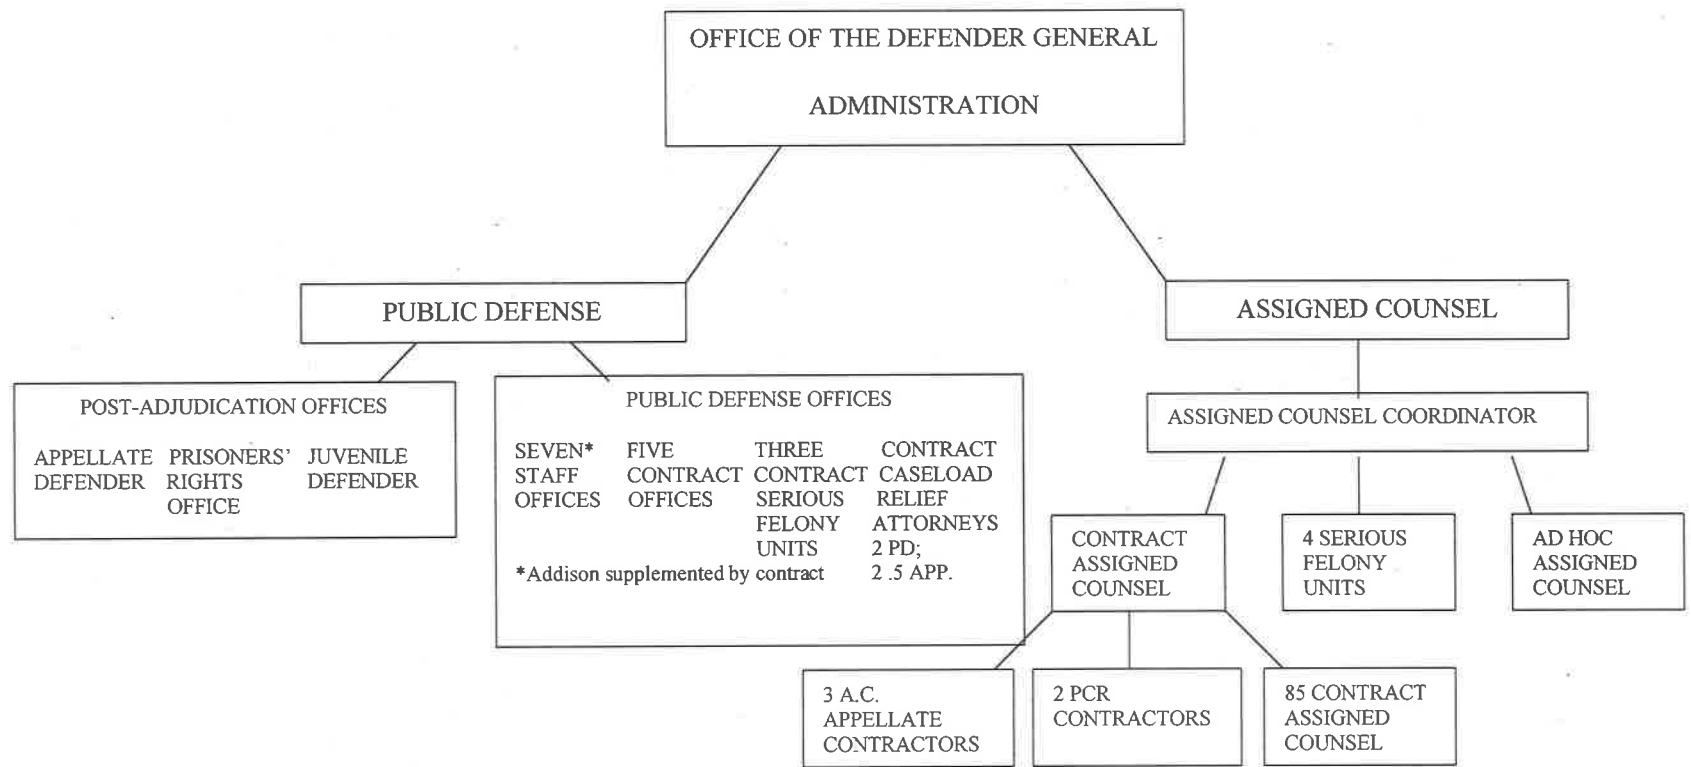 OFFICE OF THE DEFENDER GENERAL
ADMINISTRATION
PUBLIC DEFENSE
ASSIGNED COUNSEL
POST-ADJUDICATION OFFICES
APPELLATE PRISONERS' JUVENILE
DEFENDER RIGHTS DEFENDER
OFFICE
PUBLIC DEFENSE OFFICES
SEVEN* FIVE THREE CONTRACT
STAFF CONTRACT CONTRACT CASELOAD
OFFICES OFFICES SERIOUS RELIEF
FELONY ATTORNEYS
UNITS 2 PD;
*Addison supplemented by contract 2 .5 APP.
ASSIGNED COUNSEL COORDINATOR
CONTRACT
ASSIGNED
COUNSEL
4 SERIOUS
FELONY
UNITS
AD HOC
ASSIGNED
COUNSEL
3 A.C.
APPELLATE
CONTRACTORS
2 PCR
CONTRACTORS
85 CONTRACT
ASSIGNED
COUNSEL